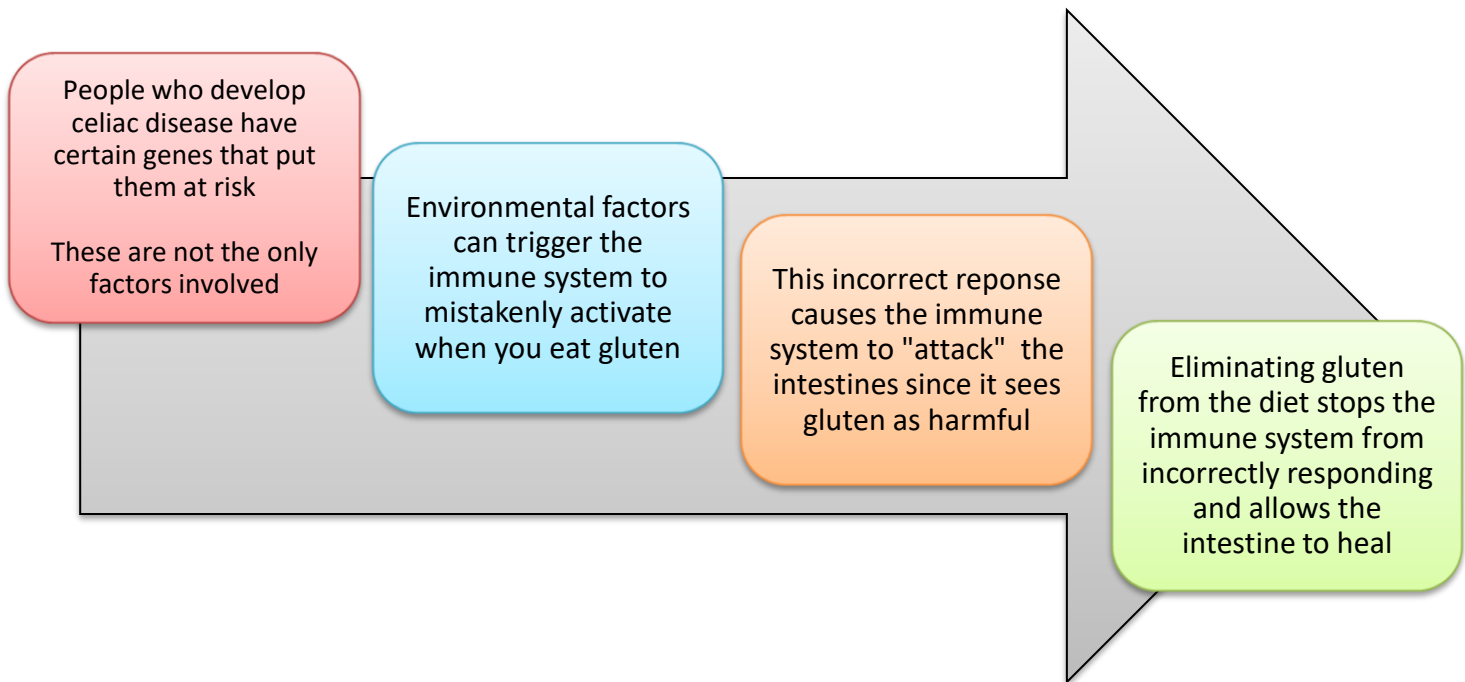 People who develop
celiac disease have
certain genes that put
them at risk
These are not the only
factors involved
Environmental factors
can trigger the
immune system to
mistakenly activate
when you eat gluten
This incorrect reponse
causes the immune
system to "attack"  the
intestines since it sees
gluten as harmful
Eliminating gluten
from the diet stops the
immune system from
incorrectly responding
and allows the
intestine to heal